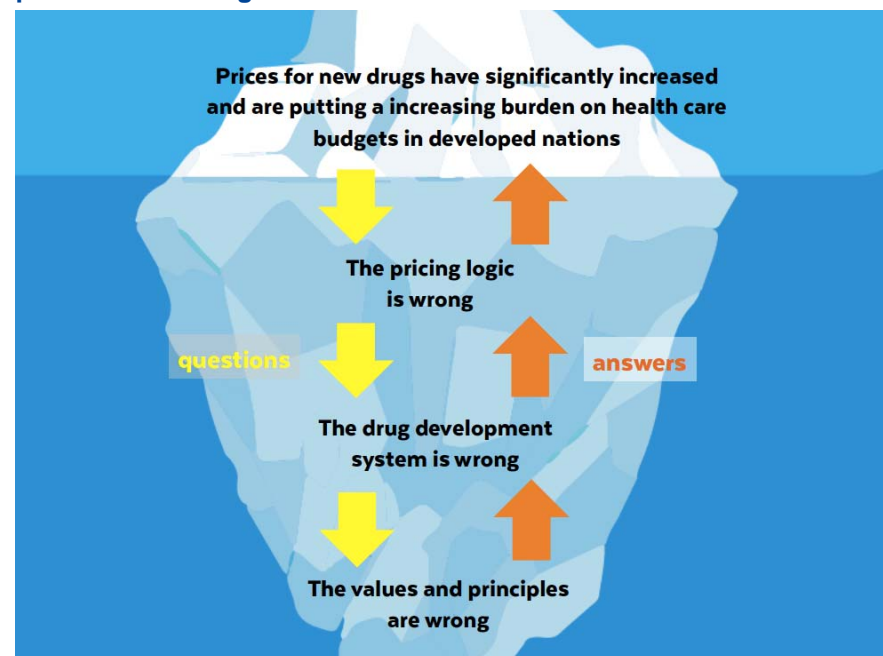 Prices for new drugs have significantly increased
and are putting a increasing burden on health care
budgets in developed nations
The pricing logic
is wrong
questions
answers
The drug development
system is wrong
The values and principles
are wrong